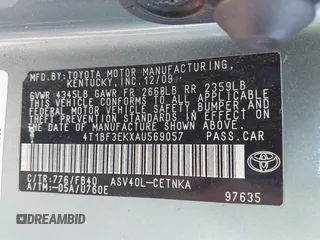 MFD.BY: TOYOTA MOTOR MANUFACTURING,
KENTUCKY, INC. 12/09
GVWR 4345LB GAWR FR 2668LB RR 2359LB
THIS VEHICLE CONFORMS TO ALL APPLICABLE
FEDERAL MOTOR VEHICLE SAFETY, BUMPER, AND
THEFT PREVENTION STANDARDS IN EFFECT ON
THE DATE OF MANUFACTURE SHOWN ABOVE.
4T1BF3EKXAU569057 PASS.CAR
C/TR:776/FB40 ASV40L-CETNKA
A/TM:-05A/U760E
97635
© DREAMBID LLC